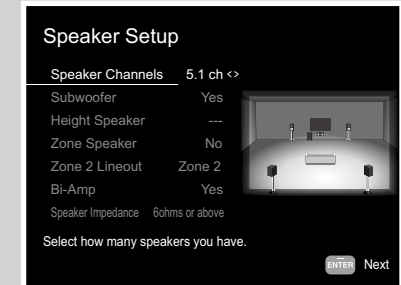 Speaker Setup
Speaker Channels 5.1 ch <>
Subwoofer Yes
Height Speaker ---
Zone Speaker No
Zone 2 Lineout Zone 2
Bi-Amp Yes
Speaker Impedance 6ohms or above
Select how many speakers you have.
ENTER Next